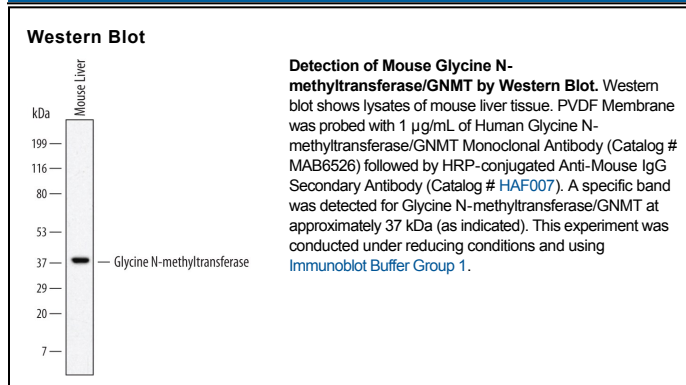 Western Blot
Mouse Liver
kDa
199
116
80
53
37
29
20
7
Glycine N-methyltransferase
Detection of Mouse Glycine N-
methyltransferase/GNMT by Western Blot. Western
blot shows lysates of mouse liver tissue. PVDF Membrane
was probed with 1 µg/mL of Human Glycine N-
methyltransferase/GNMT Monoclonal Antibody (Catalog #
MAB6526) followed by HRP-conjugated Anti-Mouse IgG
Secondary Antibody (Catalog # HAF007). A specific band
was detected for Glycine N-methyltransferase/GNMT at
approximately 37 kDa (as indicated). This experiment was
conducted under reducing conditions and using
Immunoblot Buffer Group 1.